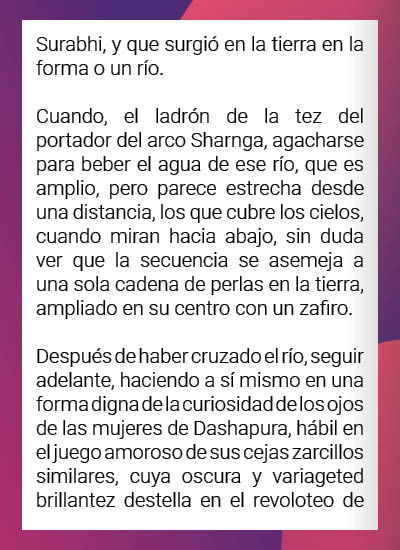 Surabhi, y que surgió en la tierra en la
forma o un río.
Cuando, el ladrón de la tez del
portador del arco Sharnga, agacharse
para beber el agua de ese río, que es
amplio, pero parece estrecha desde
una distancia, los que cubre los cielos,
cuando miran hacia abajo, sin duda
ver que la secuencia se asemeja a
una sola cadena de perlas en la tierra,
ampliado en su centro con un zafiro.
Después de haber cruzado el río, seguir
adelante, haciendo a sí mismo en una
forma digna de la curiosidad de los ojos
de las mujeres de Dashapura, hábil en
el juego amoroso de sus cejas zarcillos
similares, cuya oscura y variageted
brillantez destella en el revoloteo de